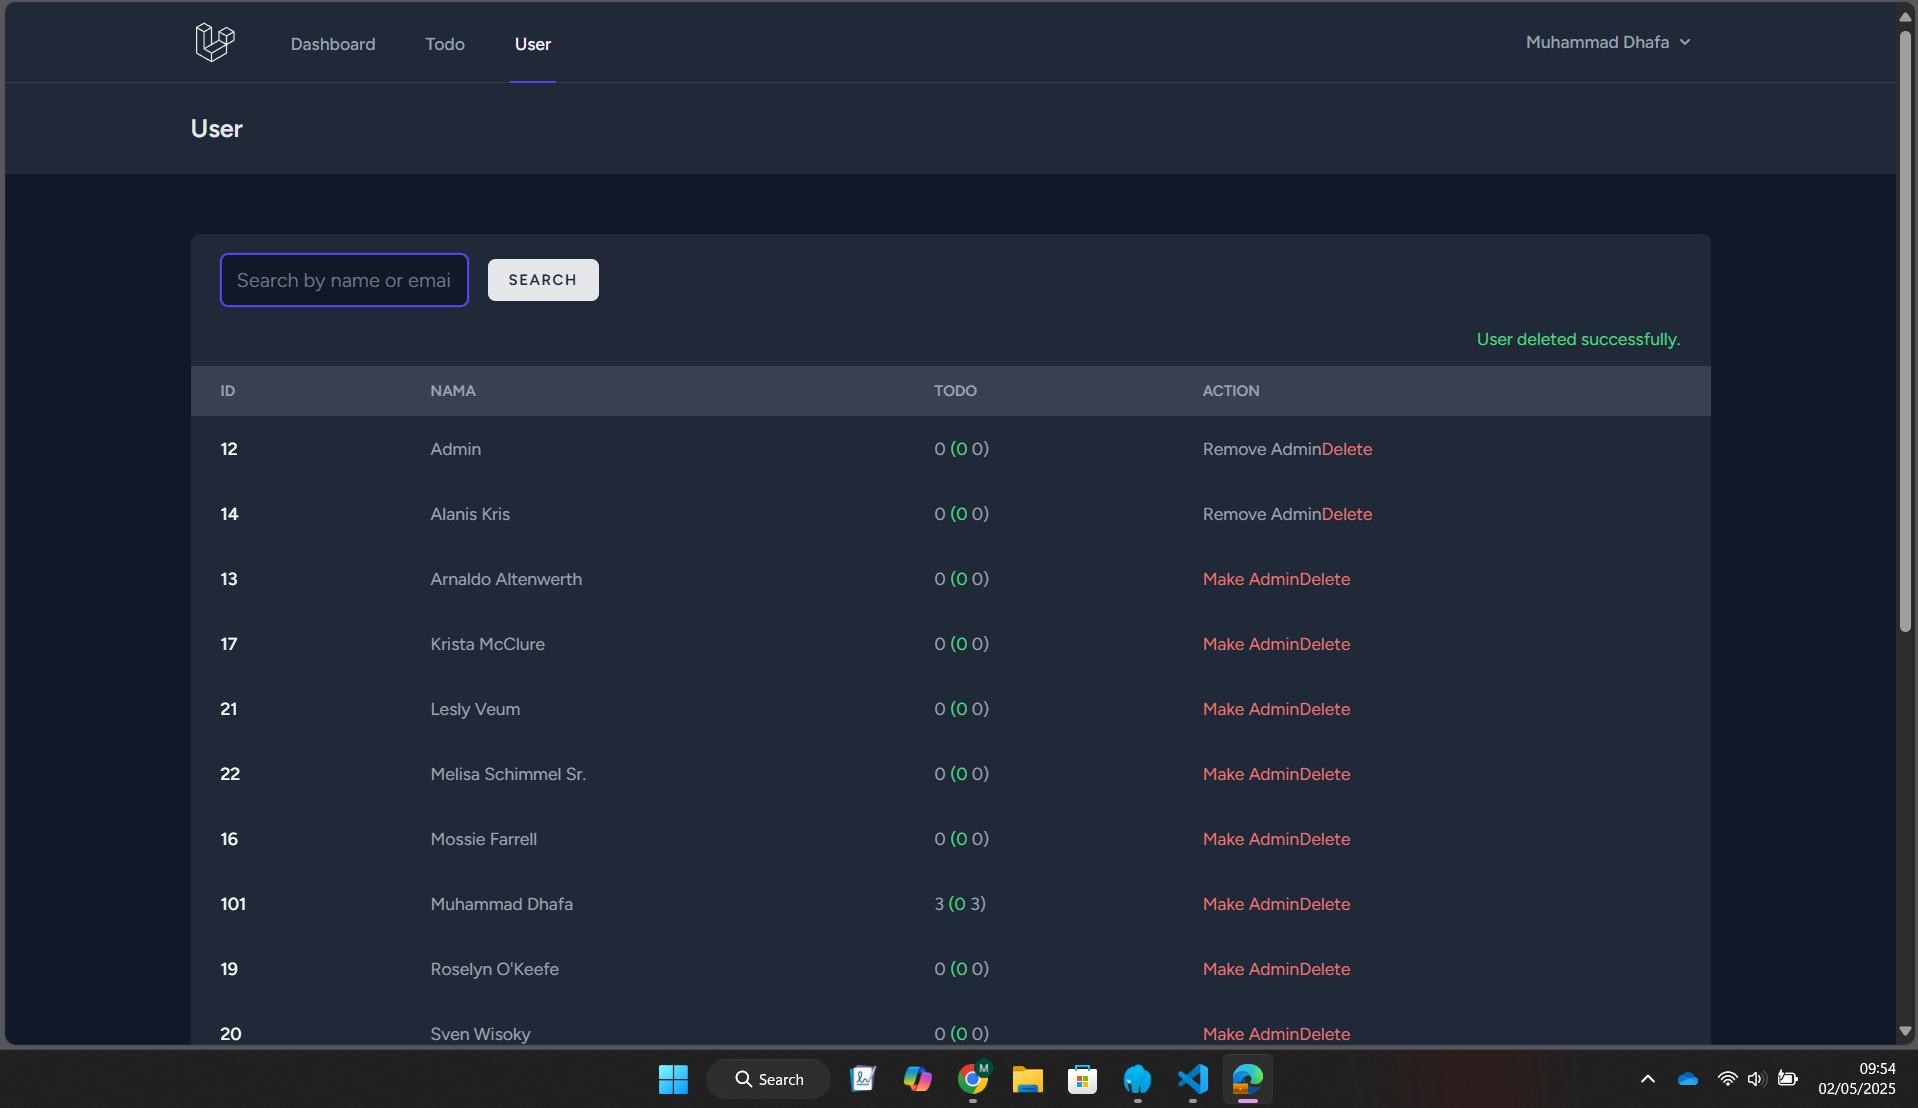 Dashboard Todo User Muhammad Dhafa
User
Search by name or emai SEARCH
User deleted successfully.
ID NAMA TODO ACTION
12 Admin 0 (0 0) Remove AdminDelete
14 Alanis Kris 0 (0 0) Remove AdminDelete
13 Arnaldo Altenwerth 0 (0 0) Make AdminDelete
17 Krista McClure 0 (0 0) Make AdminDelete
21 Lesly Veum 0 (0 0) Make AdminDelete
22 Melisa Schimmel Sr. 0 (0 0) Make AdminDelete
16 Mossie Farrell 0 (0 0) Make AdminDelete
101 Muhammad Dhafa 3 (0 3) Make AdminDelete
19 Roselyn O'Keefe 0 (0 0) Make AdminDelete
20 Sven Wisoky 0 (0 0) Make AdminDelete
Search M 09:54
02/05/2025